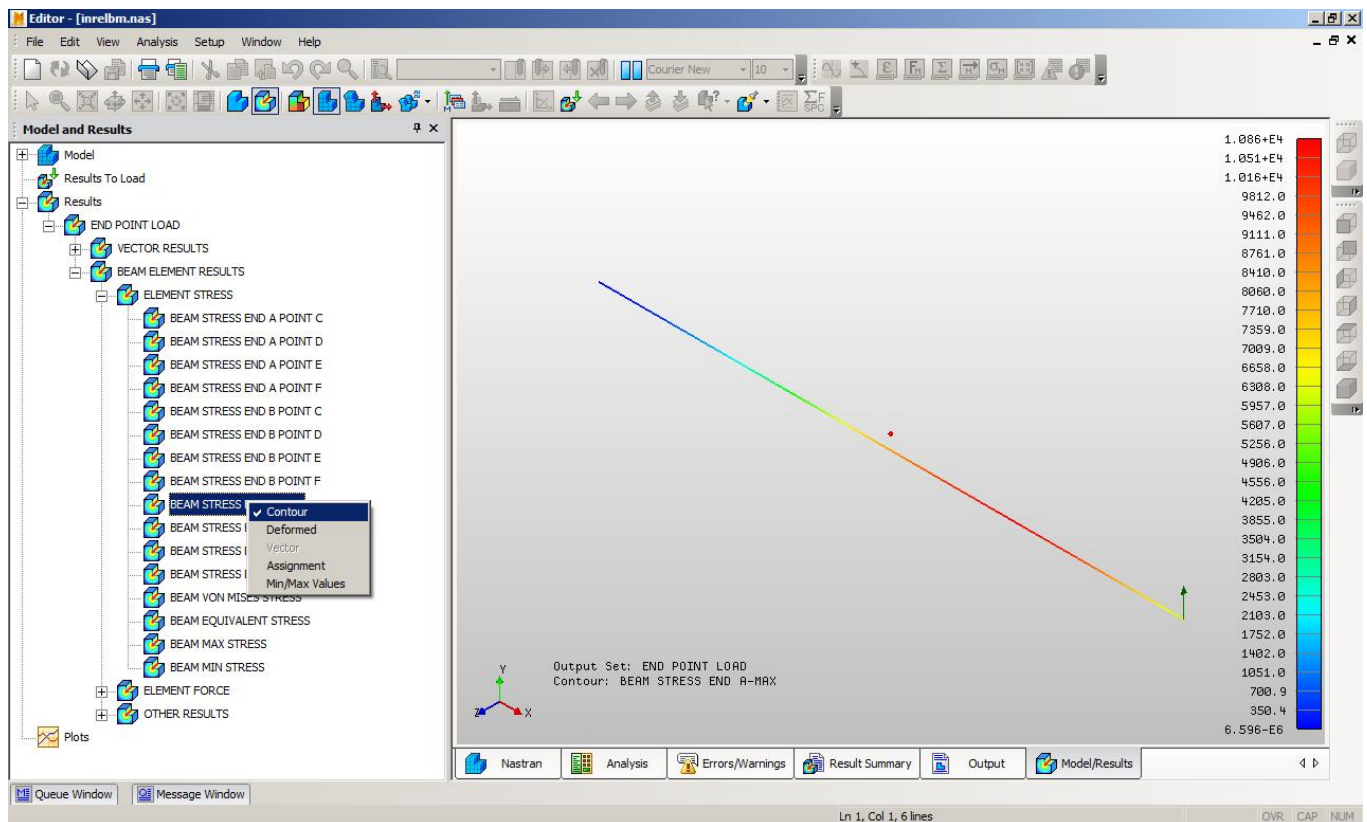 Editor - [inrelbm.nas]
File Edit View Analysis Setup Window Help
Courier New 10
Model and Results
Model
Results To Load
Results
END POINT LOAD
VECTOR RESULTS
BEAM ELEMENT RESULTS
ELEMENT STRESS
BEAM STRESS END A POINT C
BEAM STRESS END A POINT D
BEAM STRESS END A POINT E
BEAM STRESS END A POINT F
BEAM STRESS END B POINT C
BEAM STRESS END B POINT D
BEAM STRESS END B POINT E
BEAM STRESS END B POINT F
BEAM STRESS
BEAM STRESS
BEAM STRESS
BEAM STRESS
BEAM VON MISES STRESS
BEAM EQUIVALENT STRESS
BEAM MAX STRESS
BEAM MIN STRESS
ELEMENT FORCE
OTHER RESULTS
Plots
Contour
Deformed
Vector
Assignment
Min/Max Values
1.086+E4
1.051+E4
1.016+E4
9812.0
9462.0
9111.0
8761.0
8410.0
8060.0
7710.0
7359.0
7009.0
6658.0
6308.0
5957.0
5607.0
5256.0
4906.0
4556.0
4205.0
3855.0
3504.0
3154.0
2803.0
2453.0
2103.0
1752.0
1402.0
1051.0
700.9
350.4
6.596-E6
Y
Z X
Output Set: END POINT LOAD
Contour: BEAM STRESS END A-MAX
Nastran Analysis Errors/Warnings Result Summary Output Model/Results
Queue Window Message Window
Ln 1, Col 1, 6 lines OVR CAP NUM